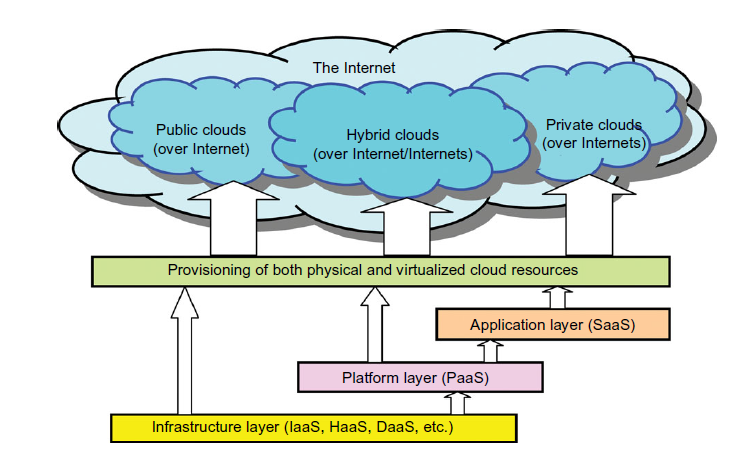 The Internet
Public clouds
(over Internet)
Hybrid clouds
(over Internet/Internets)
Private clouds
(over Internets)
Provisioning of both physical and virtualized cloud resources
Application layer (SaaS)
Platform layer (PaaS)
Infrastructure layer (IaaS, HaaS, DaaS, etc.)